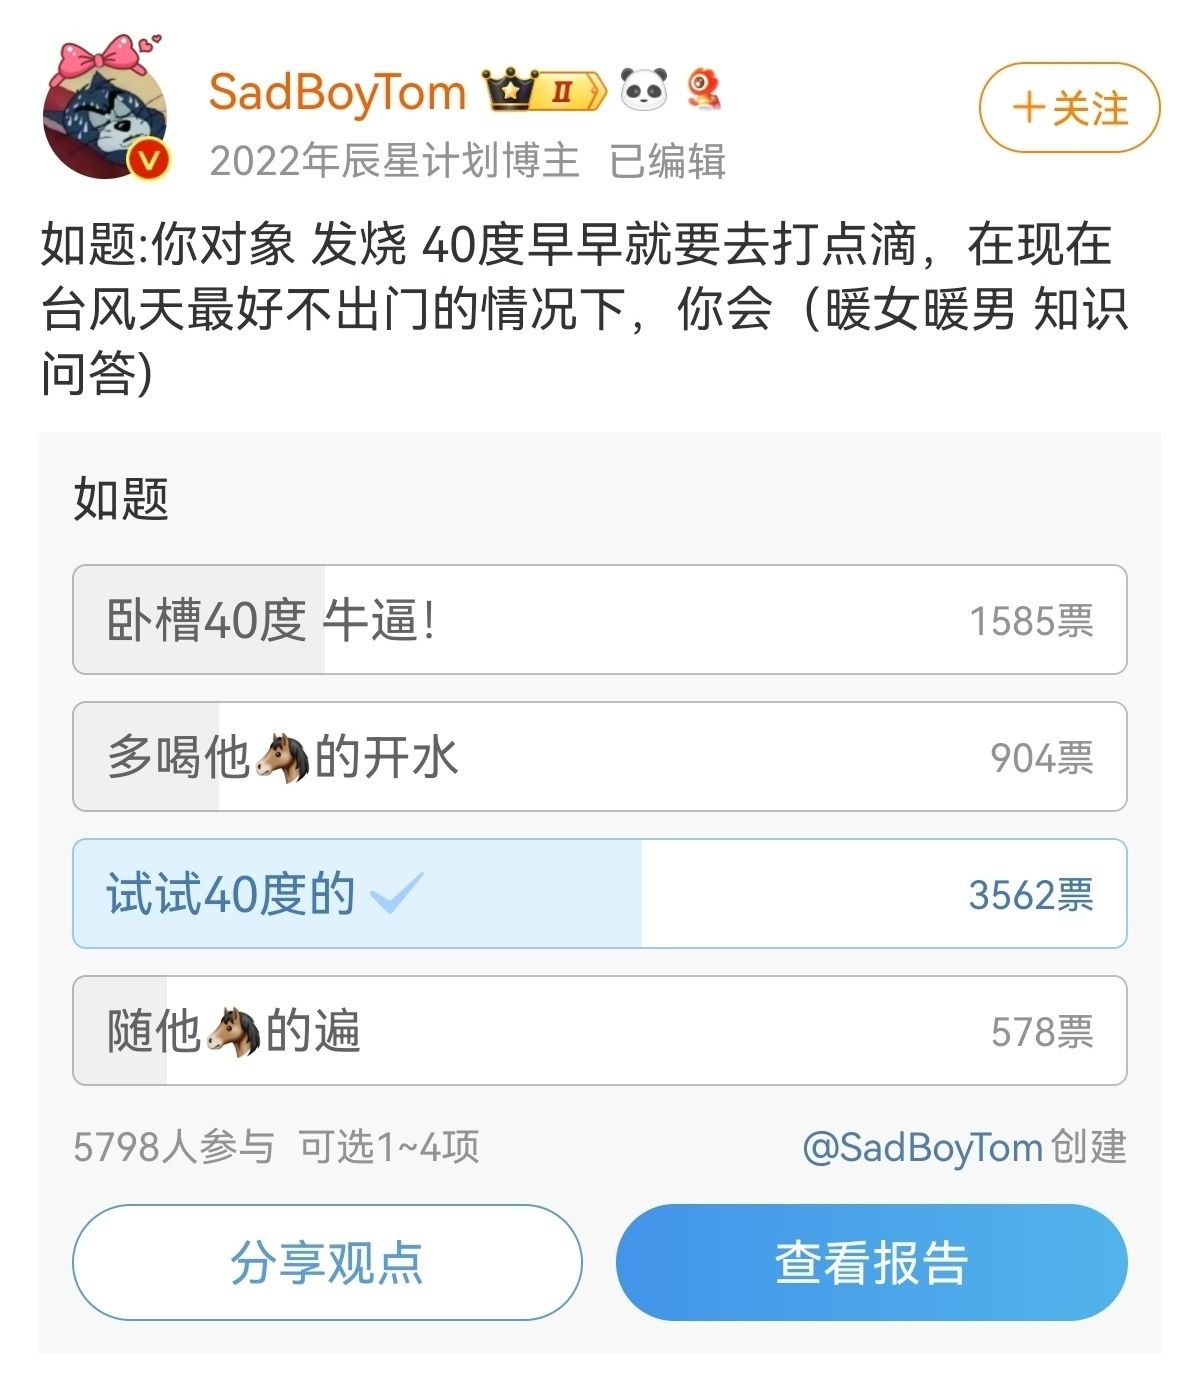 SadBoyTom II
+关注
2022年辰星计划博主 已编辑
如题:你对象 发烧 40度早早就要去打点滴，在现在
台风天最好不出门的情况下，你会（暖女暖男 知识
问答)
如题
卧槽40度 牛逼！
1585票
多喝他🐴的开水
904票
试试40度的
3562票
随他🐴的遍
578票
5798人参与 可选1~4项
@SadBoyTom 创建
分享观点
查看报告